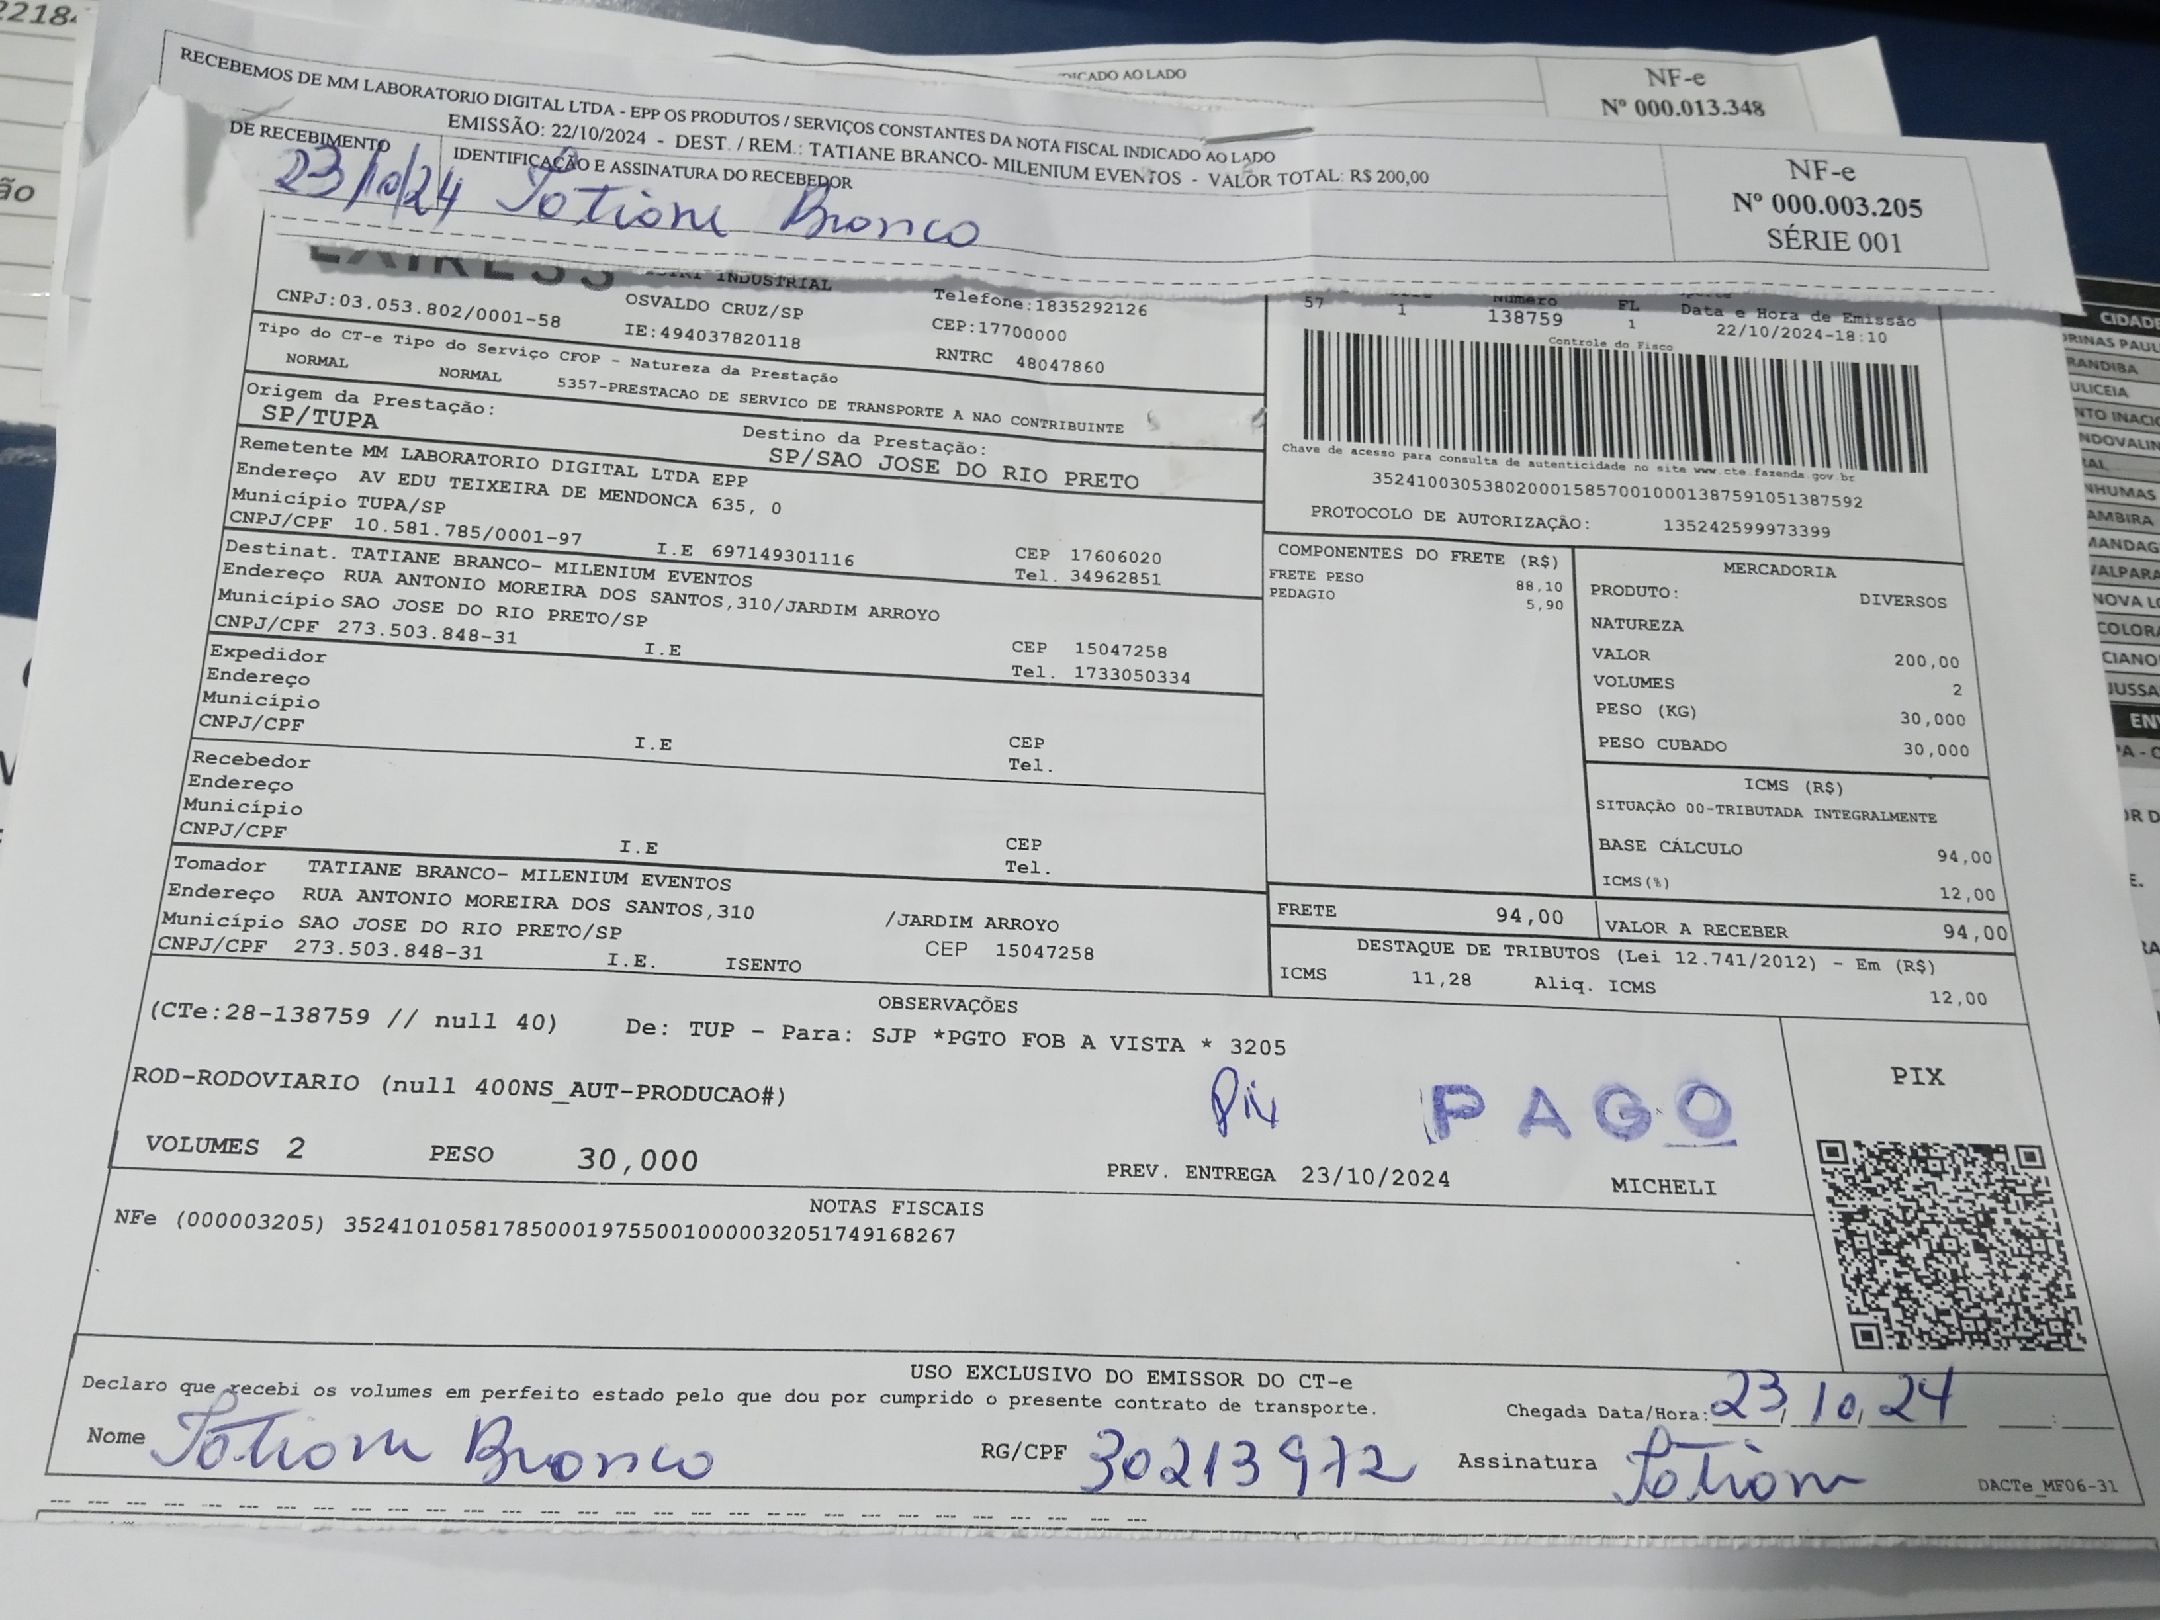 2218
ão
DICADO AO LADO
NF-e
Nº 000.013.348
RECEBEMOS DE MM LABORATORIO DIGITAL LTDA - EPP OS PRODUTOS / SERVIÇOS CONSTANTES DA NOTA FISCAL INDICADO AO LADO
EMISSÃO: 22/10/2024 - DEST. / REM.: TATIANE BRANCO- MILENIUM EVENTOS - VALOR TOTAL: R$ 200,00
DE RECEBIMENTO IDENTIFICAÇÃO E ASSINATURA DO RECEBEDOR
23/10/24 Tatiane Branco
NF-e
Nº 000.003.205
SÉRIE 001
INDUSTRIAL
OSVALDO CRUZ/SP Telefone:1835292126
CNPJ:03.053.802/0001-58 IE:494037820118 CEP:17700000
RNTRC 48047860
57 1 Número 138759 FL 1 Data e Hora de Emissão 22/10/2024-18:10
Controle do Fisco
Tipo do CT-e Tipo do Serviço CFOP - Natureza da Prestação
NORMAL NORMAL 5357-PRESTACAO DE SERVICO DE TRANSPORTE A NAO CONTRIBUINTE
Origem da Prestação: Destino da Prestação:
SP/TUPA SP/SAO JOSE DO RIO PRETO
Chave de acesso para consulta de autenticidade no site www.cte.fazenda.gov.br
35241003053802000158570010001387591051387592
PROTOCOLO DE AUTORIZAÇÃO: 135242599973399
Remetente MM LABORATORIO DIGITAL LTDA EPP
Endereço AV EDU TEIXEIRA DE MENDONCA 635, 0
Município TUPA/SP CEP 17606020
CNPJ/CPF 10.581.785/0001-97 I.E 697149301116 Tel. 34962851
Destinat. TATIANE BRANCO- MILENIUM EVENTOS
Endereço RUA ANTONIO MOREIRA DOS SANTOS,310/JARDIM ARROYO
Município SAO JOSE DO RIO PRETO/SP CEP 15047258
CNPJ/CPF 273.503.848-31 I.E Tel. 1733050334
Expedidor
Endereço
Município CEP
CNPJ/CPF I.E Tel.
Recebedor
Endereço
Município CEP
CNPJ/CPF I.E Tel.
Tomador TATIANE BRANCO- MILENIUM EVENTOS
Endereço RUA ANTONIO MOREIRA DOS SANTOS,310 /JARDIM ARROYO
Município SAO JOSE DO RIO PRETO/SP CEP 15047258
CNPJ/CPF 273.503.848-31 I.E. ISENTO
COMPONENTES DO FRETE (R$)
FRETE PESO 88,10
PEDAGIO 5,90
MERCADORIA
PRODUTO: DIVERSOS
NATUREZA
VALOR 200,00
VOLUMES 2
PESO (KG) 30,000
PESO CUBADO 30,000
ICMS (R$)
SITUAÇÃO 00-TRIBUTADA INTEGRALMENTE
BASE CÁLCULO 94,00
ICMS(%) 12,00
FRETE 94,00 VALOR A RECEBER 94,00
DESTAQUE DE TRIBUTOS (Lei 12.741/2012) - Em (R$)
ICMS 11,28 Aliq. ICMS 12,00
OBSERVAÇÕES
(CTe:28-138759 // null 40) De: TUP - Para: SJP *PGTO FOB A VISTA * 3205
ROD-RODOVIARIO (null 400NS_AUT-PRODUCAO#)
Pix PAGO
PIX
VOLUMES 2 PESO 30,000 PREV. ENTREGA 23/10/2024 MICHELI
NOTAS FISCAIS
NFe (000003205) 35241010581785000197550010000032051749168267
USO EXCLUSIVO DO EMISSOR DO CT-e
Declaro que recebi os volumes em perfeito estado pelo que dou por cumprido o presente contrato de transporte. Chegada Data/Hora: 23/10/24
Nome Tatiane Branco RG/CPF 30213972 Assinatura Tatiane
DACTe_MF06-31